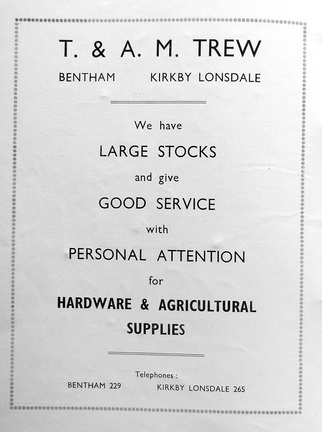 T. & A. M. TREW
BENTHAM KIRKBY LONSDALE
We have
LARGE STOCKS
and give
GOOD SERVICE
with
PERSONAL ATTENTION
for
HARDWARE & AGRICULTURAL
SUPPLIES
Telephones :
BENTHAM 229 KIRKBY LONSDALE 265